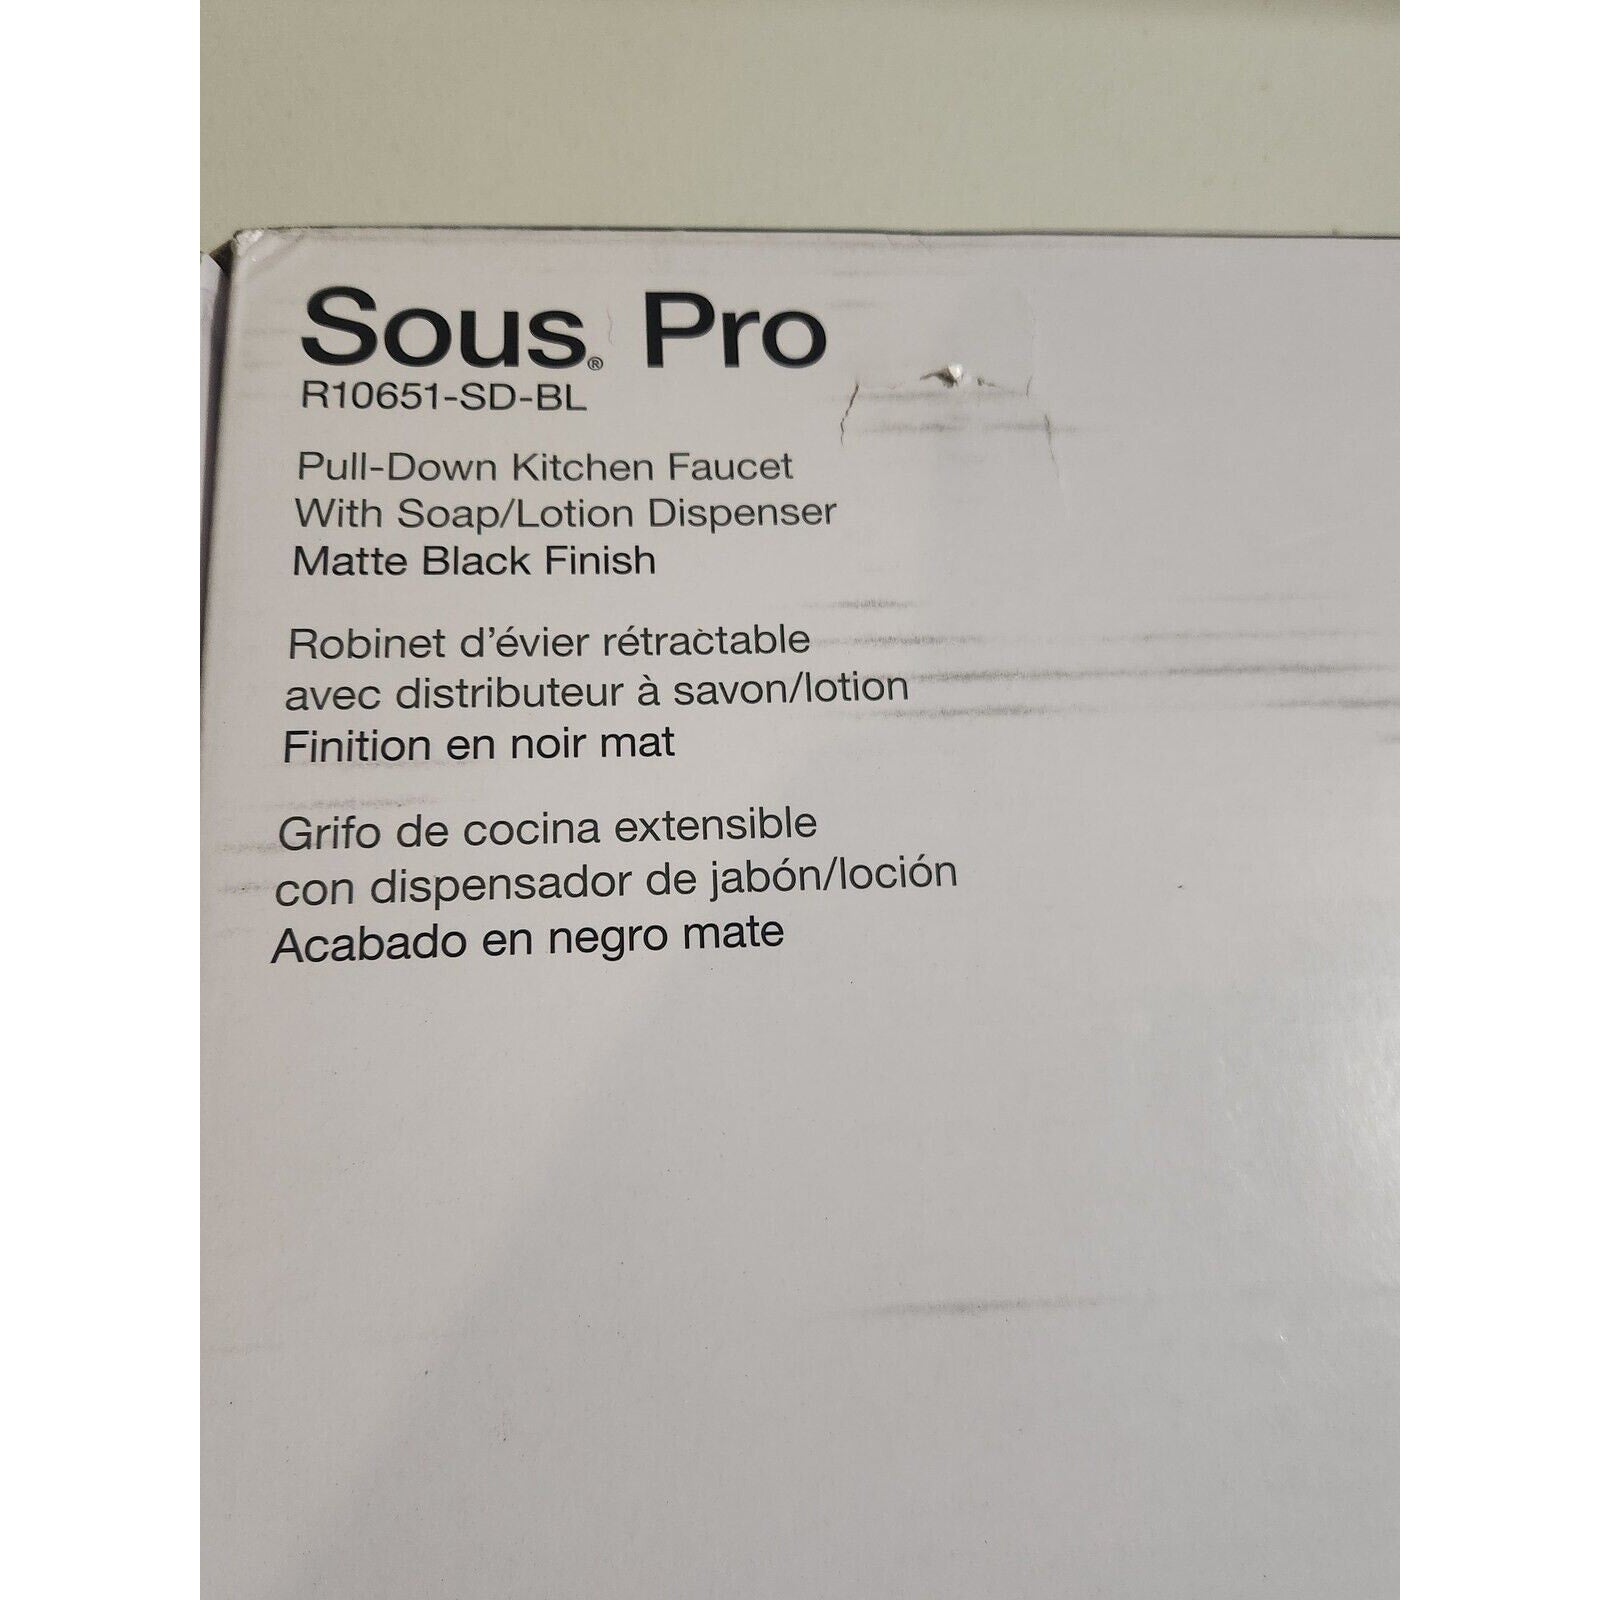 Sous® Pro
R10651-SD-BL
Pull-Down Kitchen Faucet
With Soap/Lotion Dispenser
Matte Black Finish
Robinet d'évier rétractable
avec distributeur à savon/lotion
Finition en noir mat
Grifo de cocina extensible
con dispensador de jabón/loción
Acabado en negro mate